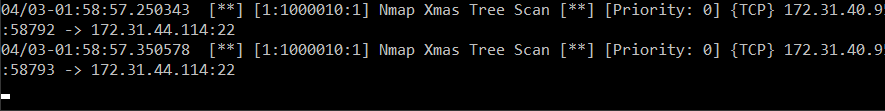 04/03-01:58:57.250343  [**] [1:1000010:1] Nmap Xmas Tree Scan [**] [Priority: 0] {TCP} 172.31.40.9
:58792 -> 172.31.44.114:22
04/03-01:58:57.350578  [**] [1:1000010:1] Nmap Xmas Tree Scan [**] [Priority: 0] {TCP} 172.31.40.9
:58793 -> 172.31.44.114:22